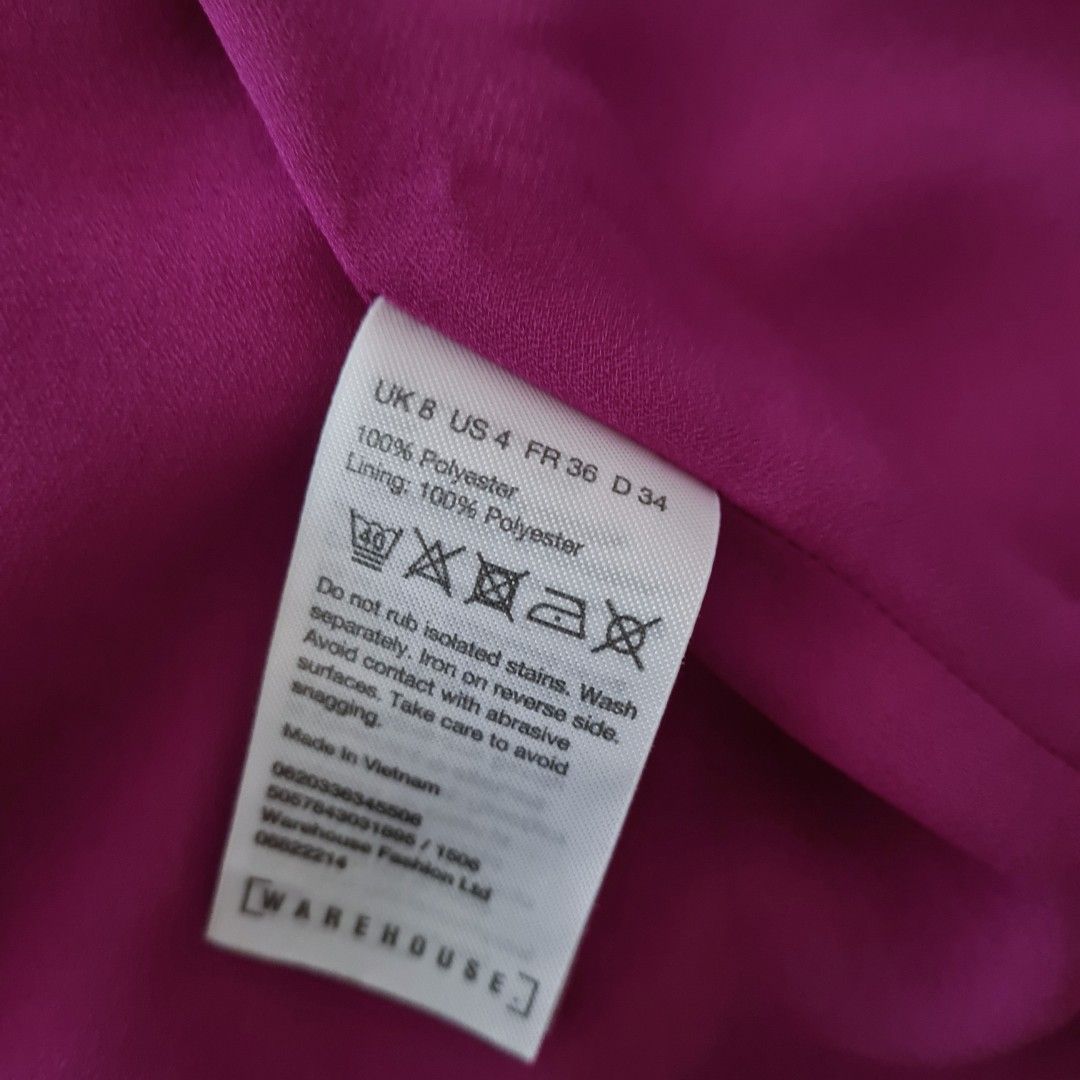 UK 8 US 4 FR 36 D 34
100% Polyester
Lining: 100% Polyester
40
Do not rub isolated stains. Wash
separately. Iron on reverse side.
Avoid contact with abrasive
surfaces. Take care to avoid
snagging.
Made in Vietnam
/ 1506
Warehouse Fashion Ltd
06622214
[WAREHOUSE.]